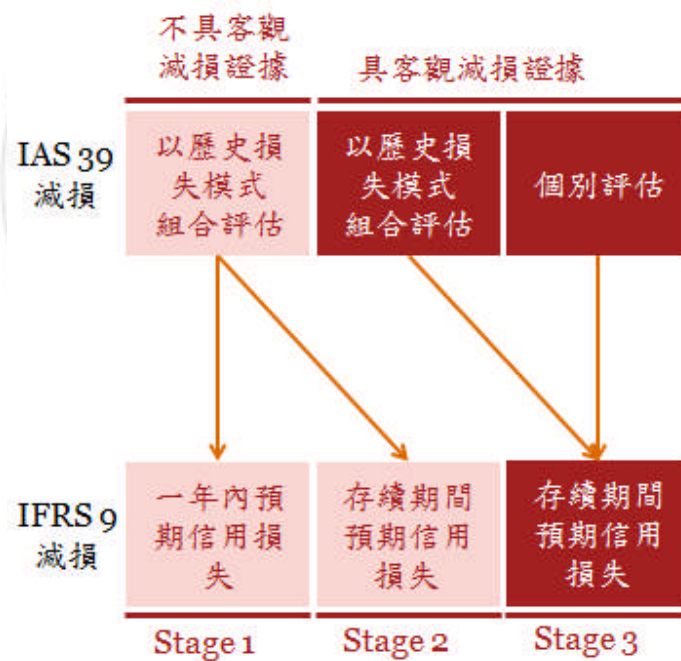 不具客觀
減損證據
具客觀減損證據
IAS 39
減損
以歷史損
失模式
組合評估
以歷史損
失模式
組合評估
個別評估
IFRS 9
減損
一年內預
期信用損
失
存續期間
預期信用
損失
存續期間
預期信用
損失
Stage 1
Stage 2
Stage 3